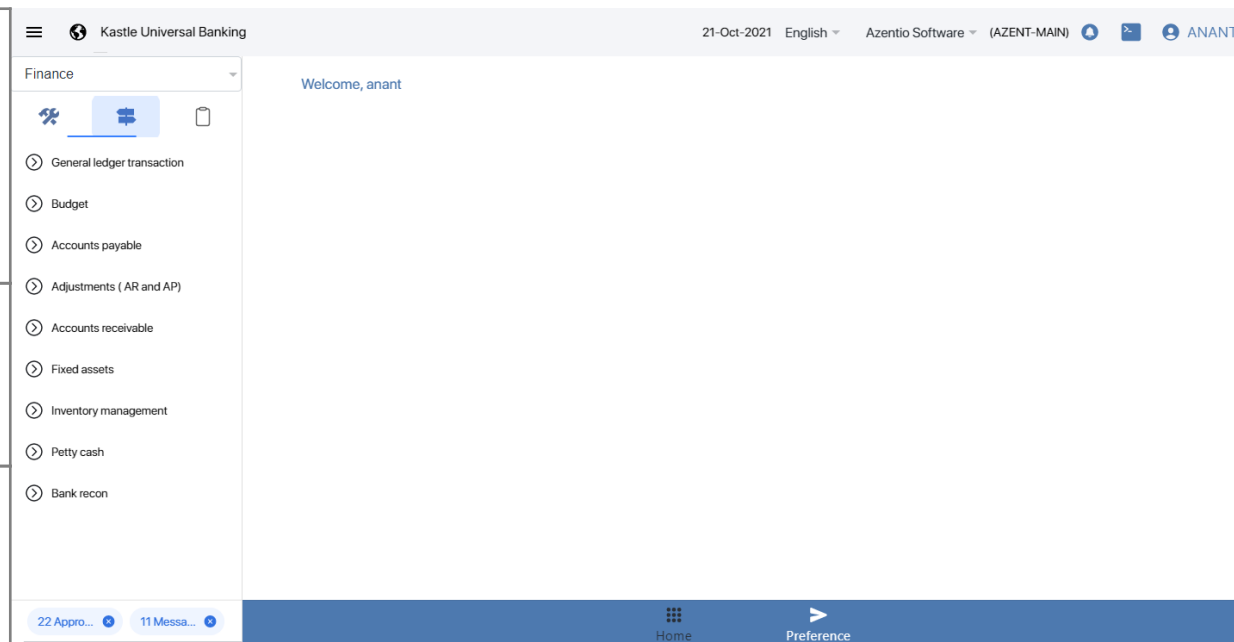 Kastle Universal Banking
21-Oct-2021 English Azentio Software (AZENT-MAIN) ANANT
Finance
Welcome, anant
General ledger transaction
Budget
Accounts payable
Adjustments ( AR and AP)
Accounts receivable
Fixed assets
Inventory management
Petty cash
Bank recon
22 Appro... 11 Messa...
Home Preference